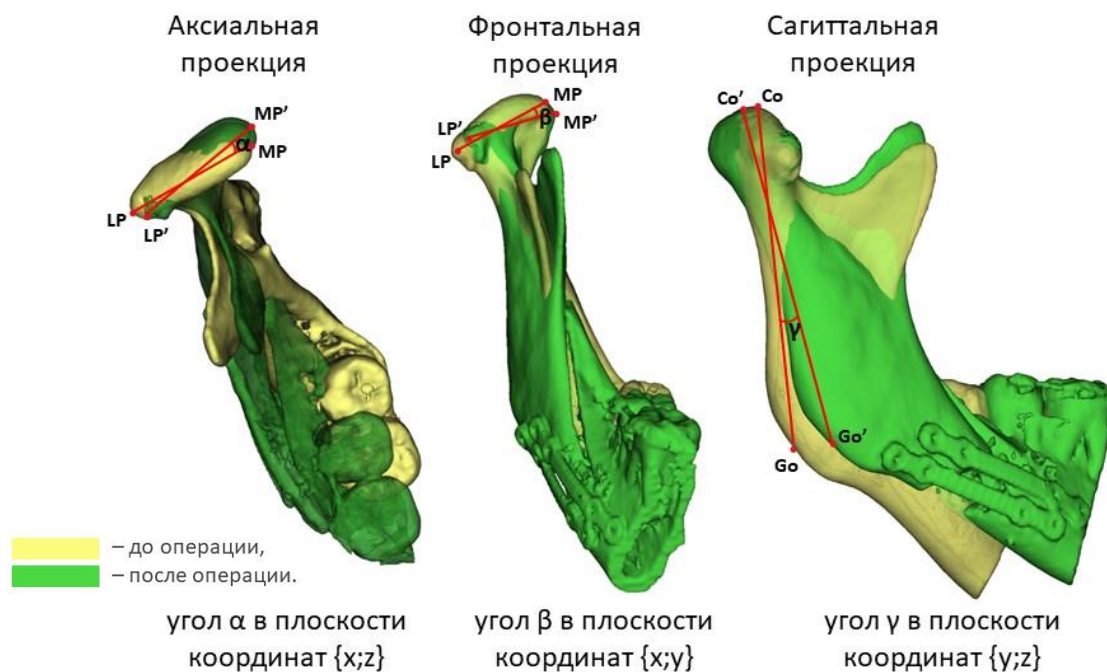 Аксиальная
проекция
Фронтальная
проекция
Сагиттальная
проекция
MP'
α
MP
LP
LP'
MP
β
MP'
LP'
LP
Co'
Co
γ
Go'
Go
– до операции,
– после операции.
угол α в плоскости
координат {x;z}
угол β в плоскости
координат {x;y}
угол γ в плоскости
координат {y;z}